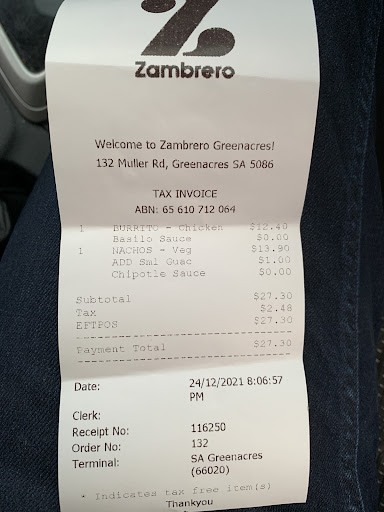 Zambrero
Welcome to Zambrero Greenacres!
132 Muller Rd, Greenacres SA 5086
TAX INVOICE
ABN: 65 610 712 064
1 BURRITO - Chicken $12.40
Basilo Sauce $0.00
1 NACHOS - Veg $13.90
ADD Sml Guac $1.00
Chipotle Sauce $0.00
Subtotal $27.30
Tax $2.48
EFTPOS $27.30
Payment Total $27.30
Date: 24/12/2021 8:06:57
PM
Clerk:
Receipt No: 116250
Order No: 132
Terminal: SA Greenacres
(66020)
* Indicates tax free item(s)
Thankyou